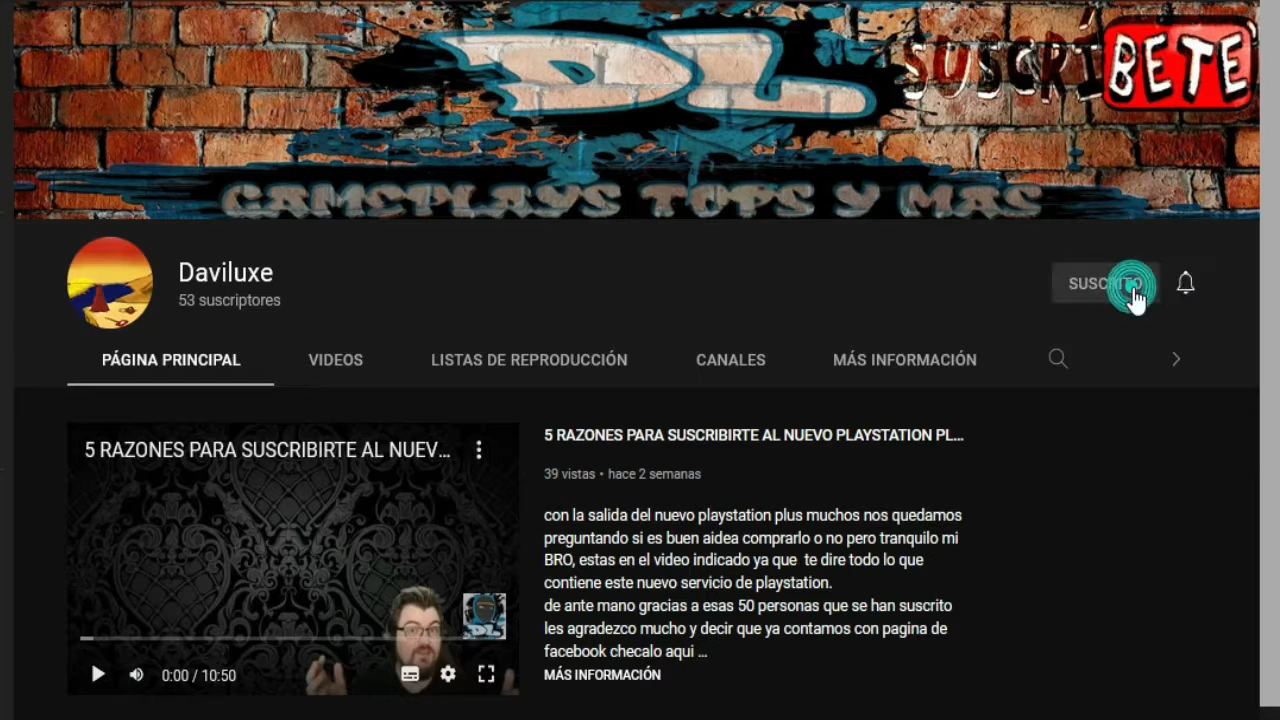 DL
SUSCRÍBETE
GAMEPLAYS TOPS Y MAS
Daviluxe
53 suscriptores
SUSCRITO
PÁGINA PRINCIPAL
VIDEOS
LISTAS DE REPRODUCCIÓN
CANALES
MÁS INFORMACIÓN
5 RAZONES PARA SUSCRIBIRTE AL NUEV...
DL
0:00 / 10:50
5 RAZONES PARA SUSCRIBIRTE AL NUEVO PLAYSTATION PL...
39 vistas • hace 2 semanas
con la salida del nuevo playstation plus muchos nos quedamos
preguntando si es buen aidea comprarlo o no pero tranquilo mi
BRO, estas en el video indicado ya que te dire todo lo que
contiene este nuevo servicio de playstation.
de ante mano gracias a esas 50 personas que se han suscrito
les agradezco mucho y decir que ya contamos con pagina de
facebook checalo aqui ...
MÁS INFORMACIÓN